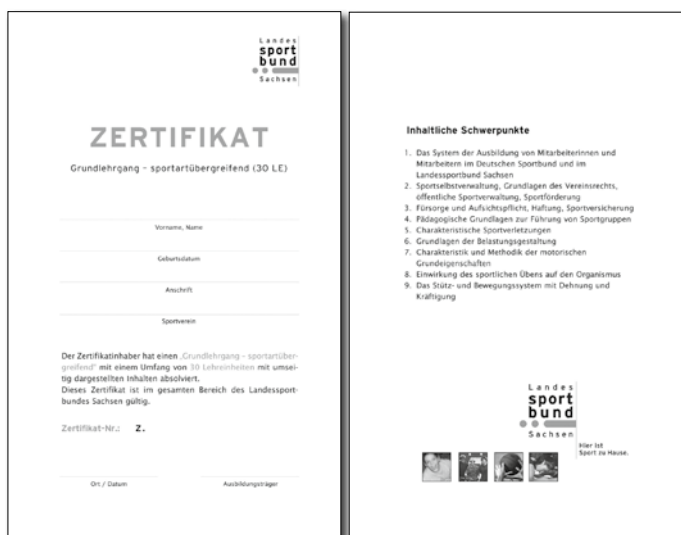 Landes
sport
bund
Sachsen
ZERTIFIKAT
Grundlehrgang – sportartübergreifend (30 LE)
Vorname, Name
Geburtsdatum
Anschrift
Sportverein
Der Zertifikatinhaber hat einen „Grundlehrgang – sportartüber-
greifend" mit einem Umfang von 30 Lehreinheiten mit umsei-
tig dargestellten Inhalten absolviert.
Dieses Zertifikat ist im gesamten Bereich des Landessport-
bundes Sachsen gültig.
Zertifikat-Nr.: Z.
Ort / Datum
Ausbildungsträger
Inhaltliche Schwerpunkte
1. Das System der Ausbildung von Mitarbeiterinnen und
Mitarbeitern im Deutschen Sportbund und im
Landessportbund Sachsen
2. Sportselbstverwaltung, Grundlagen des Vereinsrechts,
öffentliche Sportverwaltung, Sportförderung
3. Fürsorge und Aufsichtspflicht, Haftung, Sportversicherung
4. Pädagogische Grundlagen zur Führung von Sportgruppen
5. Charakteristische Sportverletzungen
6. Grundlagen der Belastungsgestaltung
7. Charakteristik und Methodik der motorischen
Grundeigenschaften
8. Einwirkung des sportlichen Übens auf den Organismus
9. Das Stütz- und Bewegungssystem mit Dehnung und
Kräftigung
Landes
sport
bund
Sachsen
Hier ist
Sport zu Hause.